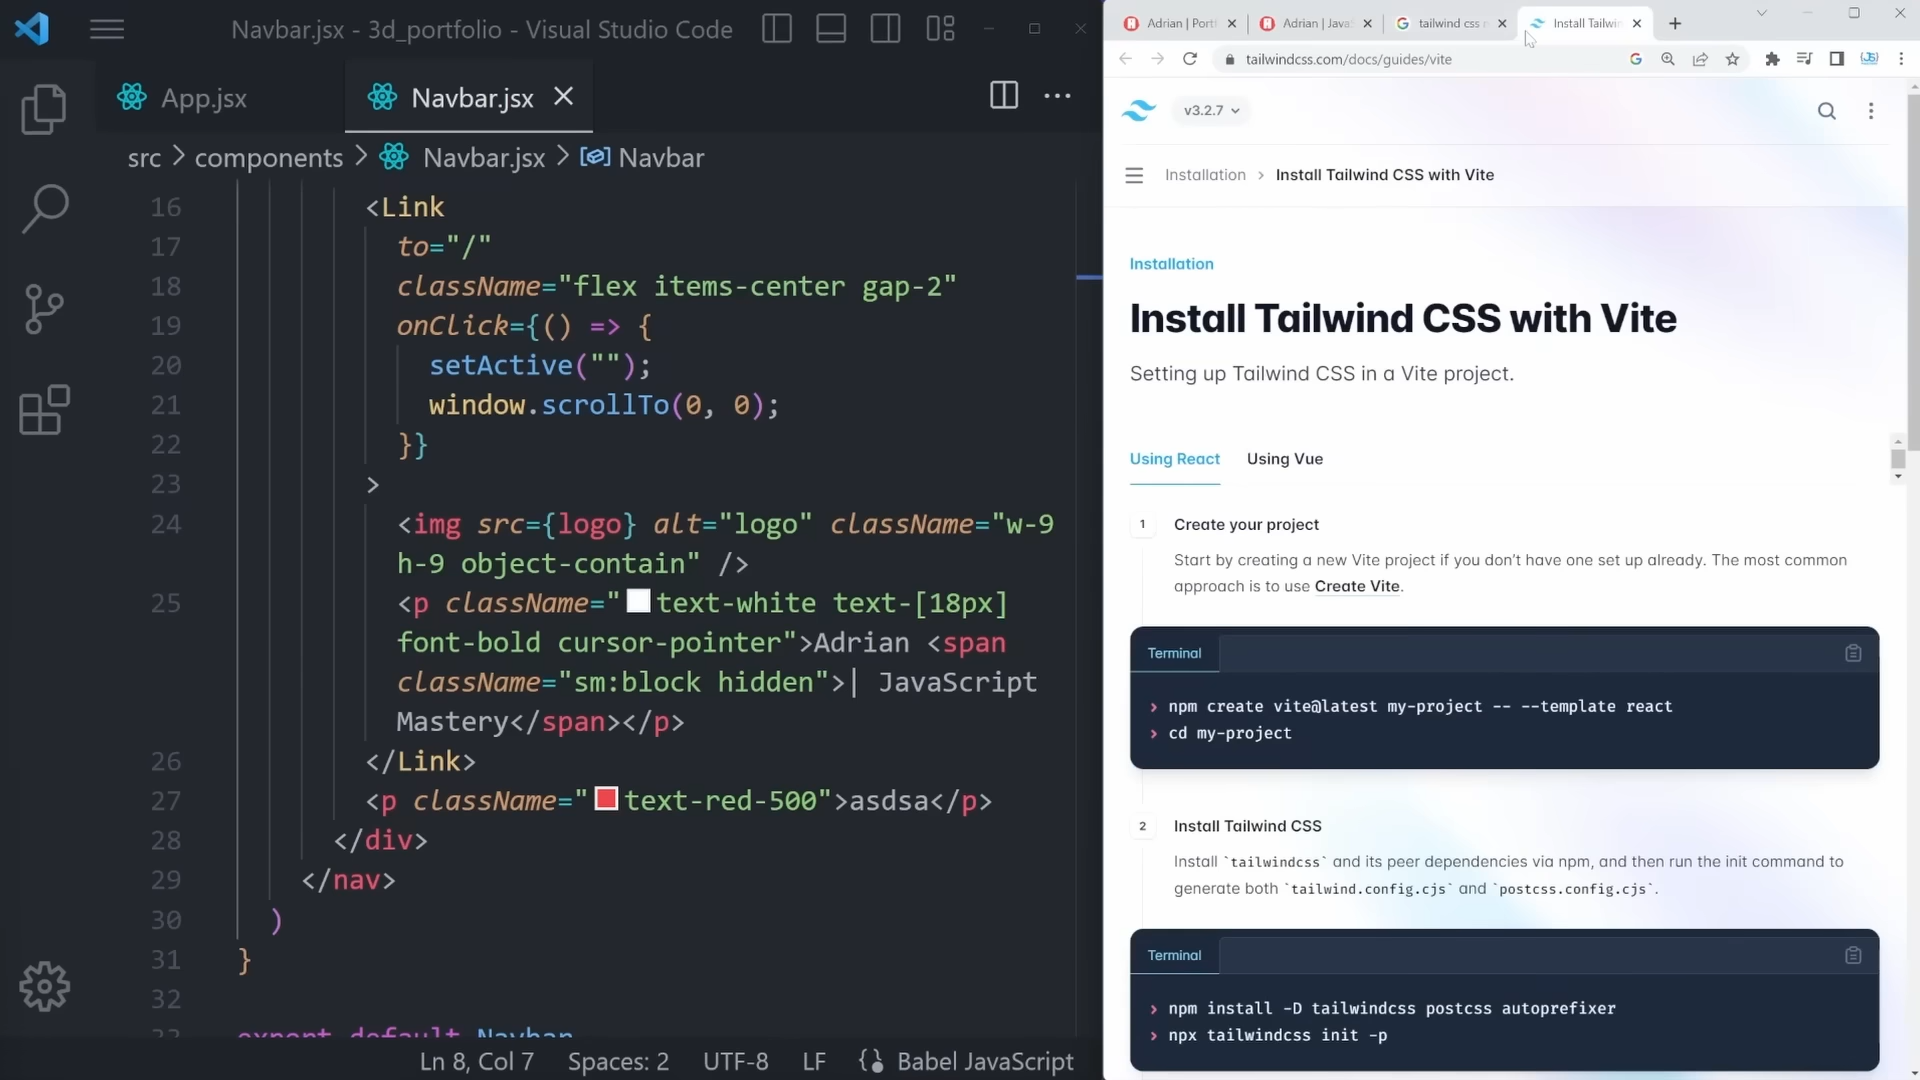 Navbar.jsx - 3d_portfolio - Visual Studio Code
App.jsx
Navbar.jsx
src > components > Navbar.jsx > Navbar
16 <Link
17 to="/"
18 className="flex items-center gap-2"
19 onClick={() => {
20 setActive("");
21 window.scrollTo(0, 0);
22 }}
23 >
24 <img src={logo} alt="logo" className="w-9
h-9 object-contain" />
25 <p className="text-white text-[18px]
font-bold cursor-pointer">Adrian <span
className="sm:block hidden">| JavaScript
Mastery</span></p>
26 </Link>
27 <p className="text-red-500">asdsa</p>
28 </div>
29 </nav>
30 )
31 }
32
33 export default Navbar
Ln 8, Col 7 Spaces: 2 UTF-8 LF {} Babel JavaScript
Adrian | Port
Adrian | Java
tailwind css
Install Tailwin
tailwindcss.com/docs/guides/vite
v3.2.7
Installation > Install Tailwind CSS with Vite
Installation
Install Tailwind CSS with Vite
Setting up Tailwind CSS in a Vite project.
Using React Using Vue
1 Create your project
Start by creating a new Vite project if you don’t have one set up already. The most common
approach is to use Create Vite.
Terminal
> npm create vite@latest my-project -- --template react
> cd my-project
2 Install Tailwind CSS
Install `tailwindcss` and its peer dependencies via npm, and then run the init command to
generate both `tailwind.config.cjs` and `postcss.config.cjs`.
Terminal
> npm install -D tailwindcss postcss autoprefixer
> npx tailwindcss init -p